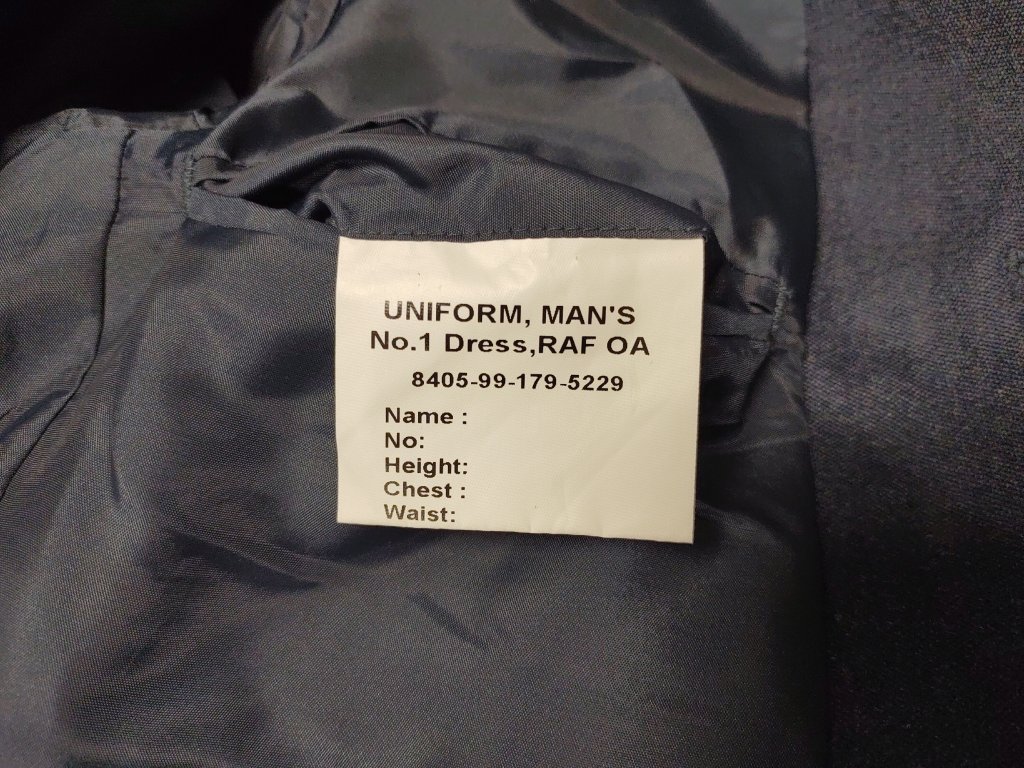 UNIFORM, MAN'S
No.1 Dress,RAF OA
8405-99-179-5229
Name :
No:
Height:
Chest :
Waist: